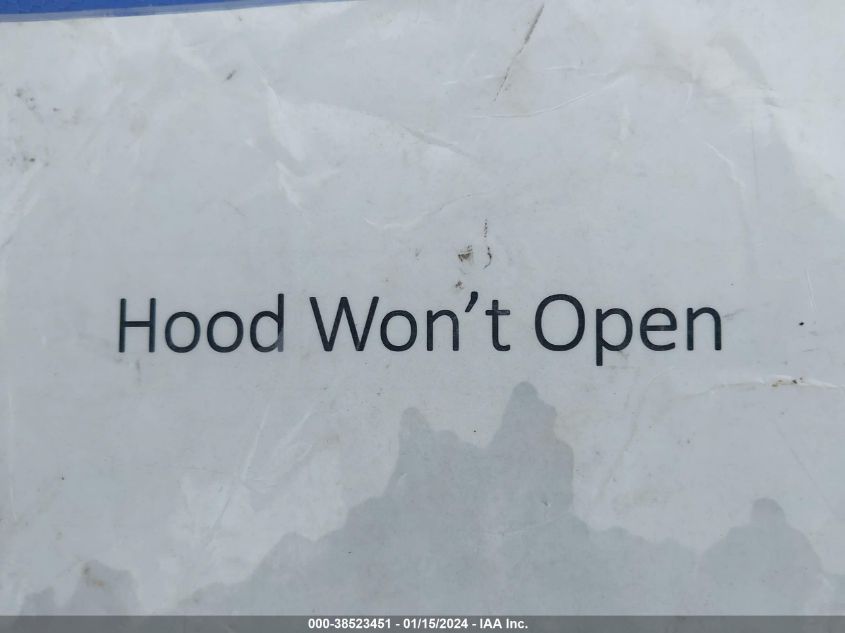 Hood Won’t Open
000-38523451 - 01/15/2024 - IAA Inc.